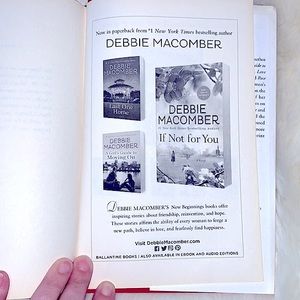 Now in paperback from #1 New York Times bestselling author
DEBBIE MACOMBER
DEBBIE
MACOMBER
Last One
Home
DEBBIE
MACOMBER
Moving On
DEBBIE
MACOMBER
#1 New York Times bestselling author
If Not for You
DEBBIE MACOMBER'S New Beginnings books offer
inspiring stories about friendship, reinvention, and hope.
These stories affirm the ability of every woman to forge a
new path, believe in love, and fearlessly find happiness.
Visit DebbieMacomber.com
BALLANTINE BOOKS | ALSO AVAILABLE IN EBOOK AND AUDIO EDITIONS